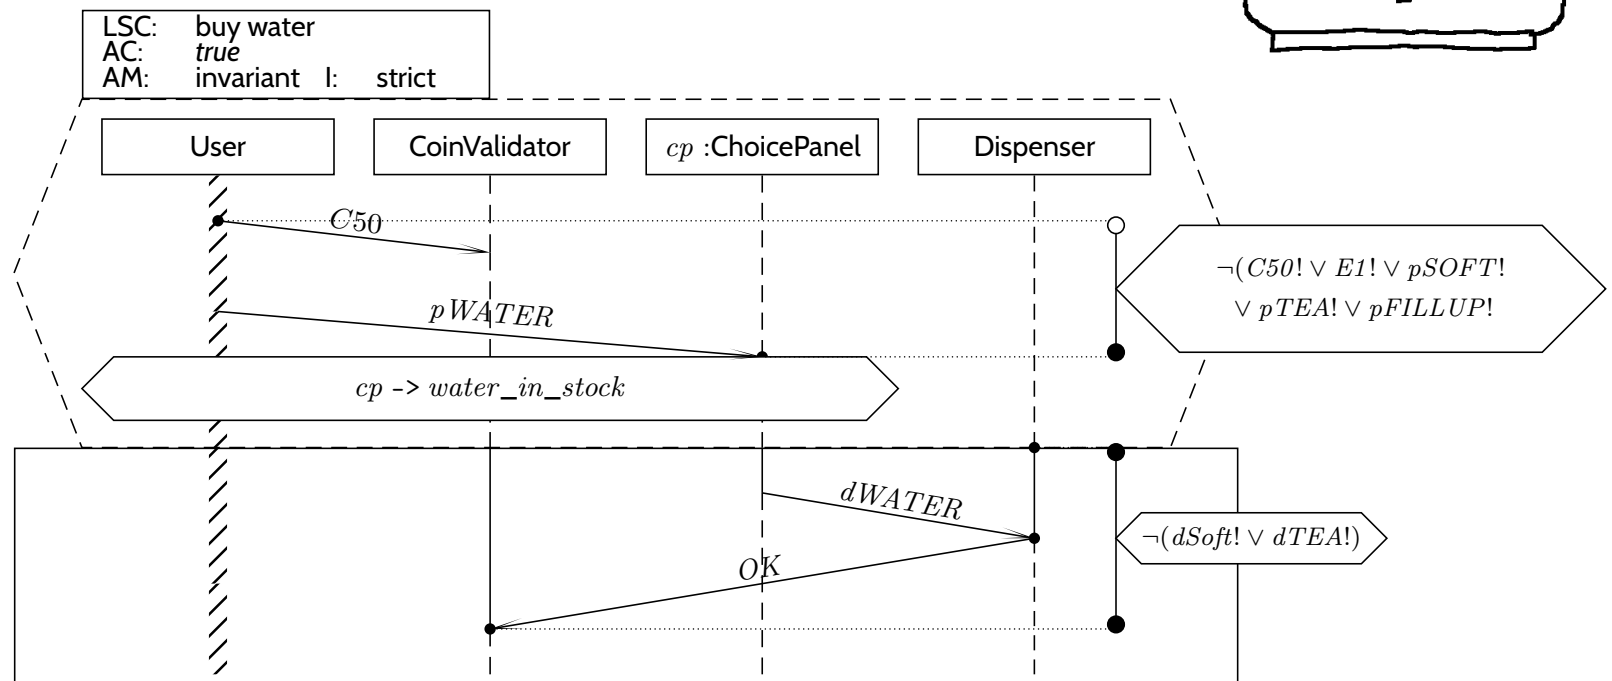 LSC: buy water
AC: true
AM: invariant I: strict
User CoinValidator cp :ChoicePanel Dispenser
C50
¬(C50! ∨ E1! ∨ pSOFT!
∨ pTEA! ∨ pFILLUP!
pWATER
cp -> water_in_stock
dWATER
¬(dSoft! ∨ dTEA!)
OK